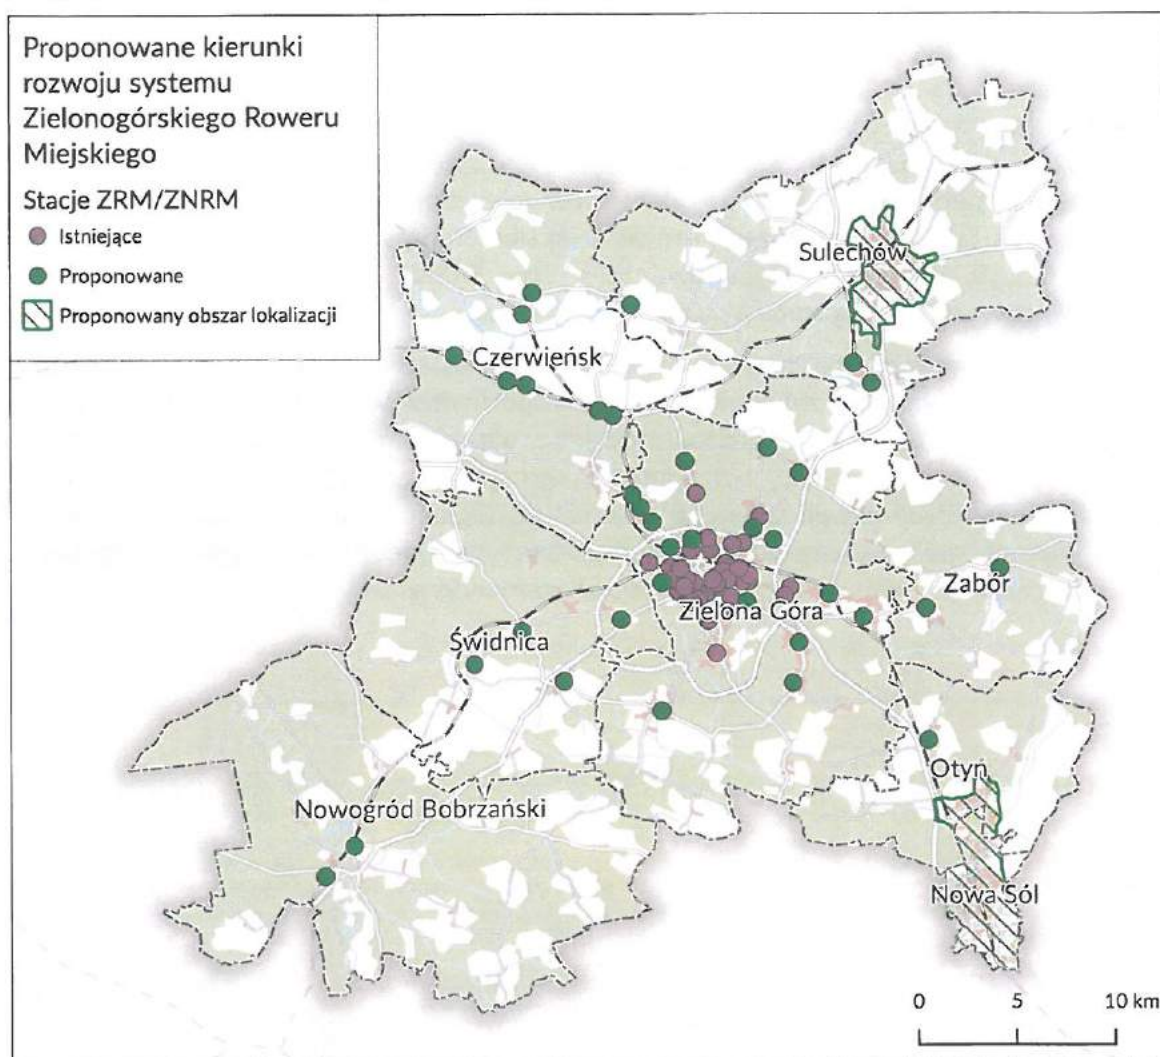 Proponowane kierunki
rozwoju systemu
Zielonogórskiego Roweru
Miejskiego
Stacje ZRM/ZNRM
Istniejące
Proponowane
Proponowany obszar lokalizacji
Sulechów
Czerwieńsk
Zabór
Zielona Góra
Świdnica
Otyń
Nowogród Bobrzański
Nowa Sól
0 5 10 km